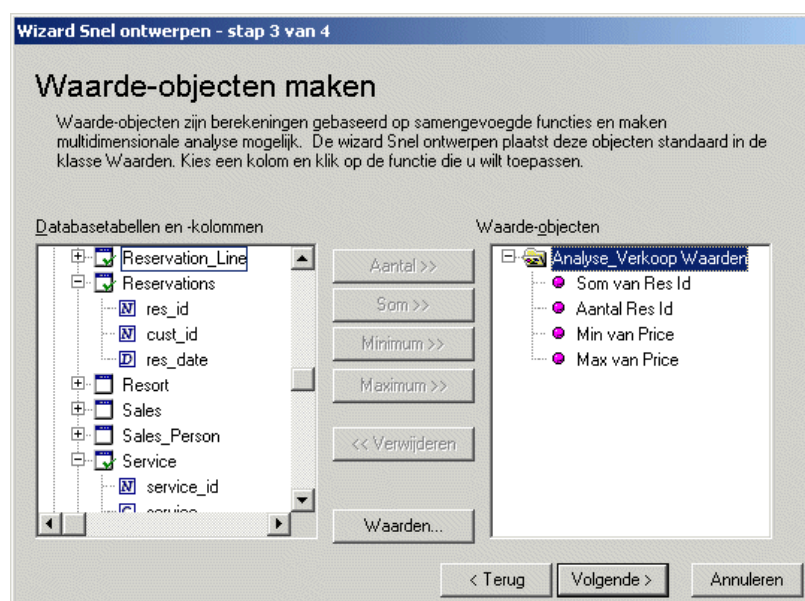 Wizard Snel ontwerpen - stap 3 van 4
Waarde-objecten maken
Waarde-objecten zijn berekeningen gebaseerd op samengevoegde functies en maken
multidimensionale analyse mogelijk. De wizard Snel ontwerpen plaatst deze objecten standaard in de
klasse Waarden. Kies een kolom en klik op de functie die u wilt toepassen.
Databasetabellen en -kolommen
Reservation_Line
Reservations
N res_id
N cust_id
D res_date
Resort
Sales
Sales_Person
Service
N service_id
Aantal >>
Som >>
Minimum >>
Maximum >>
<< Verwijderen
Waarden...
Waarde-objecten
Analyse_Verkoop Waarden
Som van Res Id
Aantal Res Id
Min van Price
Max van Price
< Terug
Volgende >
Annuleren